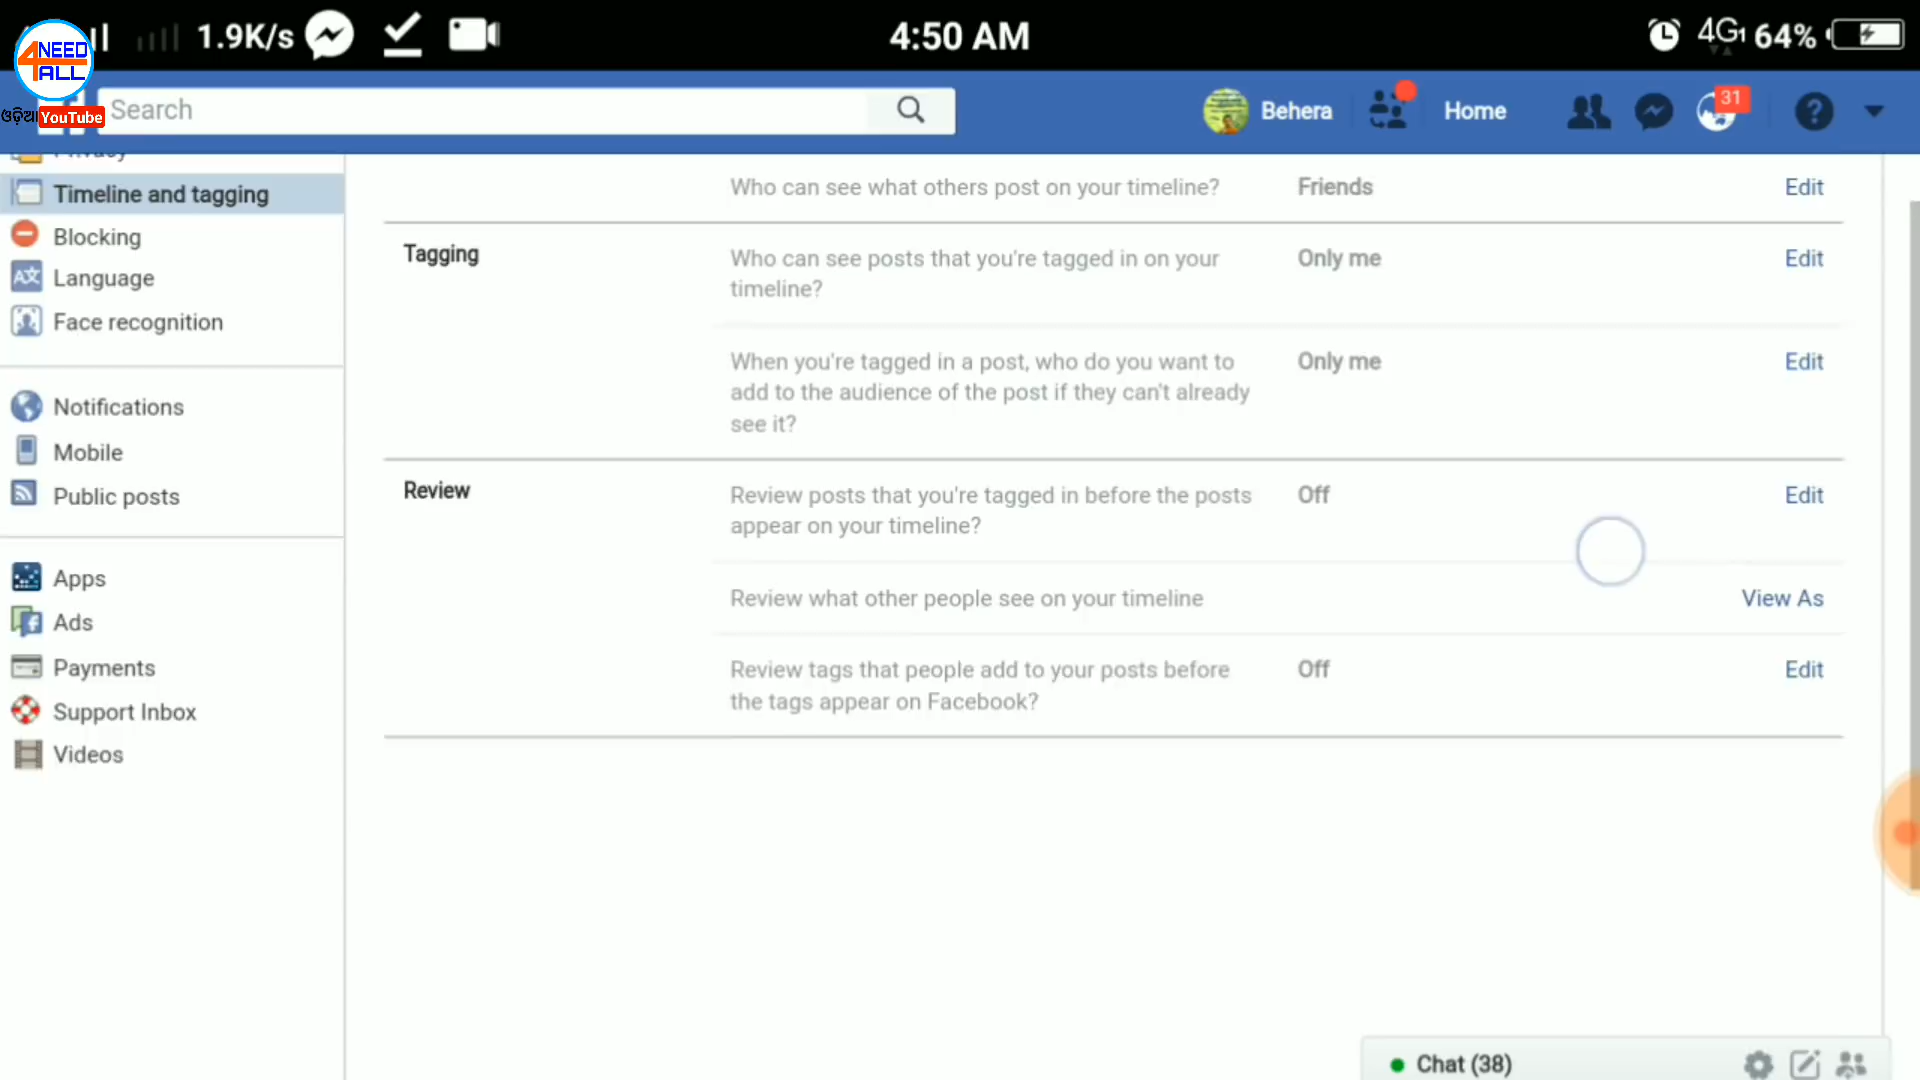 1.9K/s
4:50 AM
4G 64%
4NEED
ALL
ଓଡ଼ିଆ YouTube
Search
Behera
Home
31
Privacy
Timeline and tagging
Blocking
Language
Face recognition
Notifications
Mobile
Public posts
Apps
Ads
Payments
Support Inbox
Videos
Who can see what others post on your timeline?
Friends
Edit
Tagging
Who can see posts that you're tagged in on your
timeline?
Only me
Edit
When you're tagged in a post, who do you want to
add to the audience of the post if they can't already
see it?
Only me
Edit
Review
Review posts that you're tagged in before the posts
appear on your timeline?
Off
Edit
Review what other people see on your timeline
View As
Review tags that people add to your posts before
the tags appear on Facebook?
Off
Edit
Chat (38)